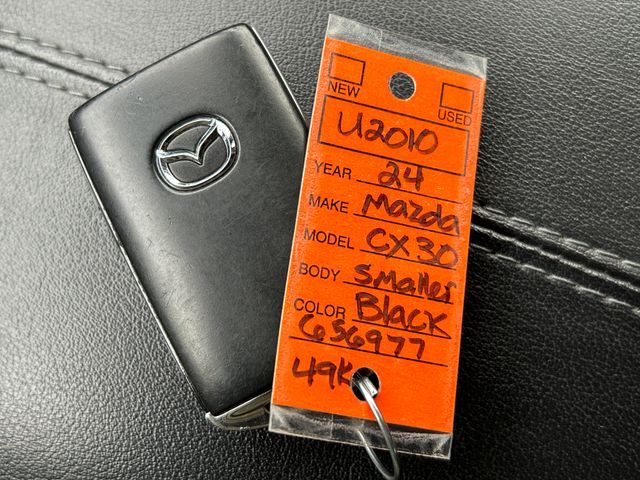 NEW USED
U2010
YEAR 24
MAKE Mazda
MODEL CX30
BODY Smaller
COLOR Black
656977
49K